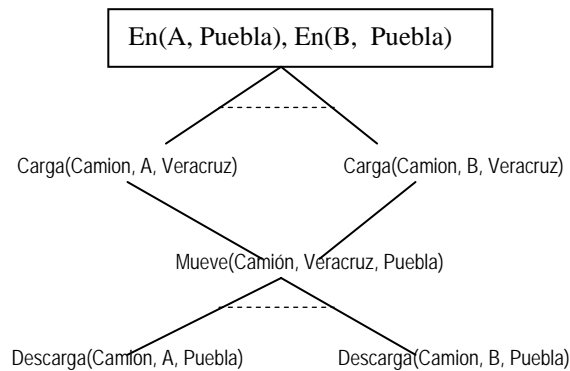 En(A, Puebla), En(B, Puebla)
Carga(Camion, A, Veracruz)
Carga(Camion, B, Veracruz)
Mueve(Camión, Veracruz, Puebla)
Descarga(Camion, A, Puebla)
Descarga(Camion, B, Puebla)